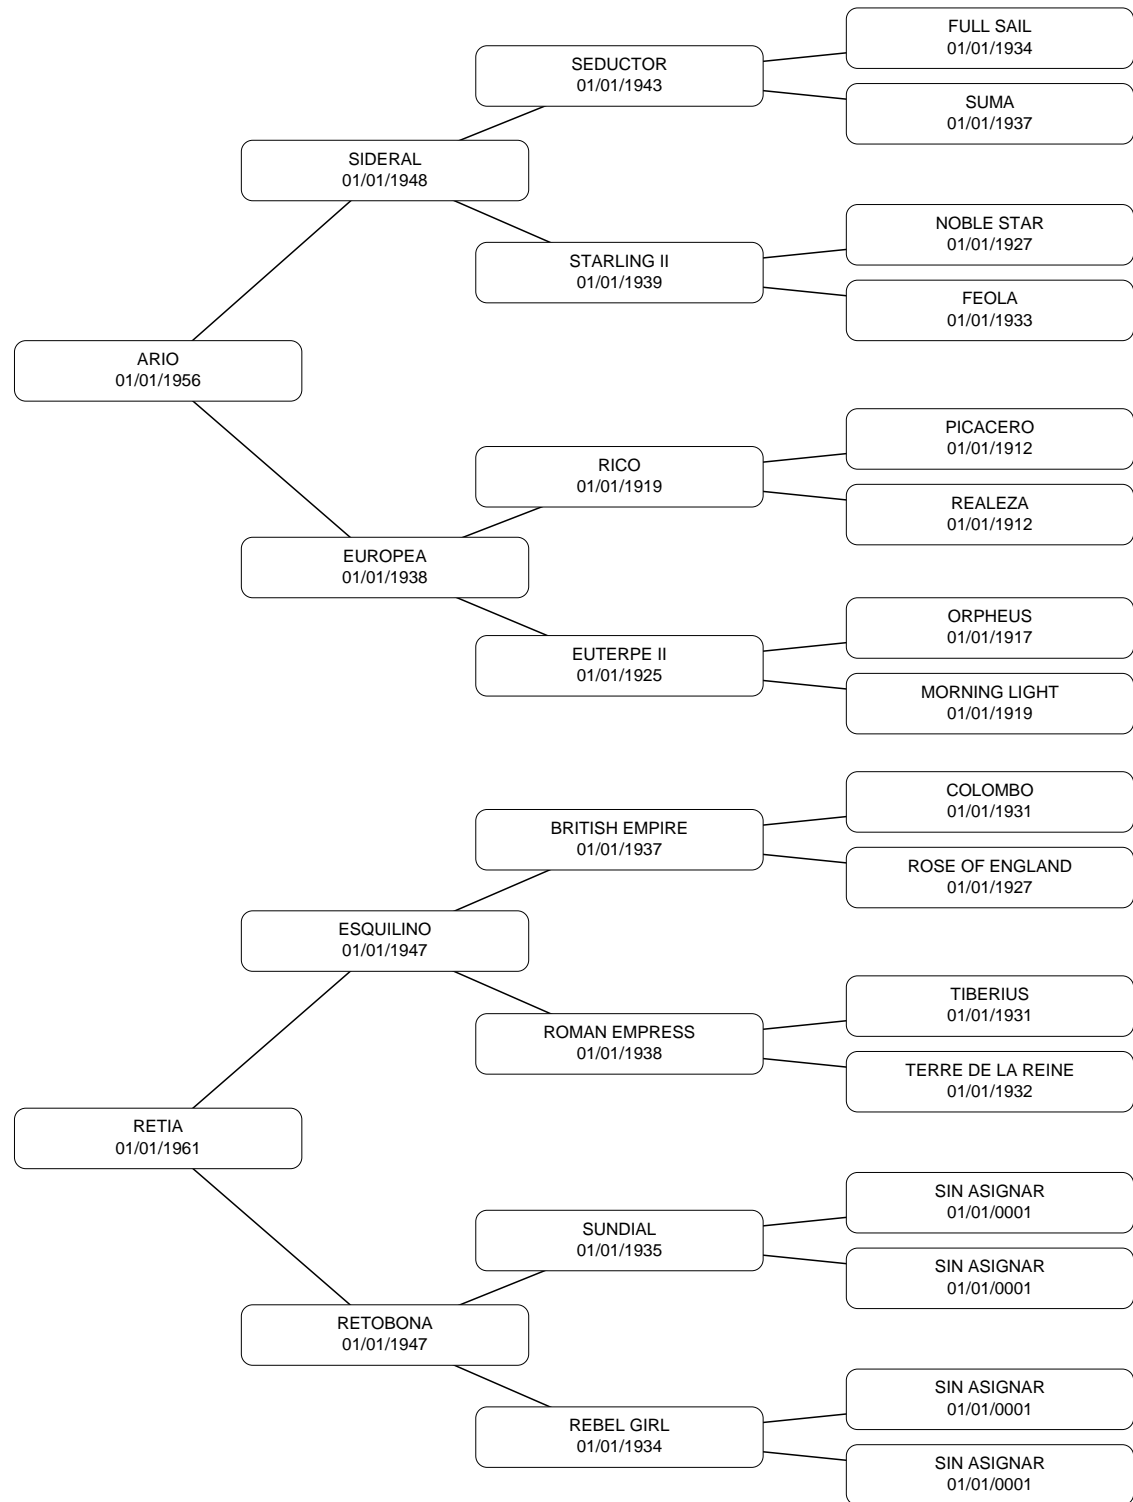 FULL SAIL
01/01/1934
SEDUCTOR
01/01/1943
SUMA
01/01/1937
SIDERAL
01/01/1948
NOBLE STAR
01/01/1927
STARLING II
01/01/1939
FEOLA
01/01/1933
ARIO
01/01/1956
PICACERO
01/01/1912
RICO
01/01/1919
REALEZA
01/01/1912
EUROPEA
01/01/1938
ORPHEUS
01/01/1917
EUTERPE II
01/01/1925
MORNING LIGHT
01/01/1919
COLOMBO
01/01/1931
BRITISH EMPIRE
01/01/1937
ROSE OF ENGLAND
01/01/1927
ESQUILINO
01/01/1947
TIBERIUS
01/01/1931
ROMAN EMPRESS
01/01/1938
TERRE DE LA REINE
01/01/1932
RETIA
01/01/1961
SIN ASIGNAR
01/01/0001
SUNDIAL
01/01/1935
SIN ASIGNAR
01/01/0001
RETOBONA
01/01/1947
SIN ASIGNAR
01/01/0001
REBEL GIRL
01/01/1934
SIN ASIGNAR
01/01/0001